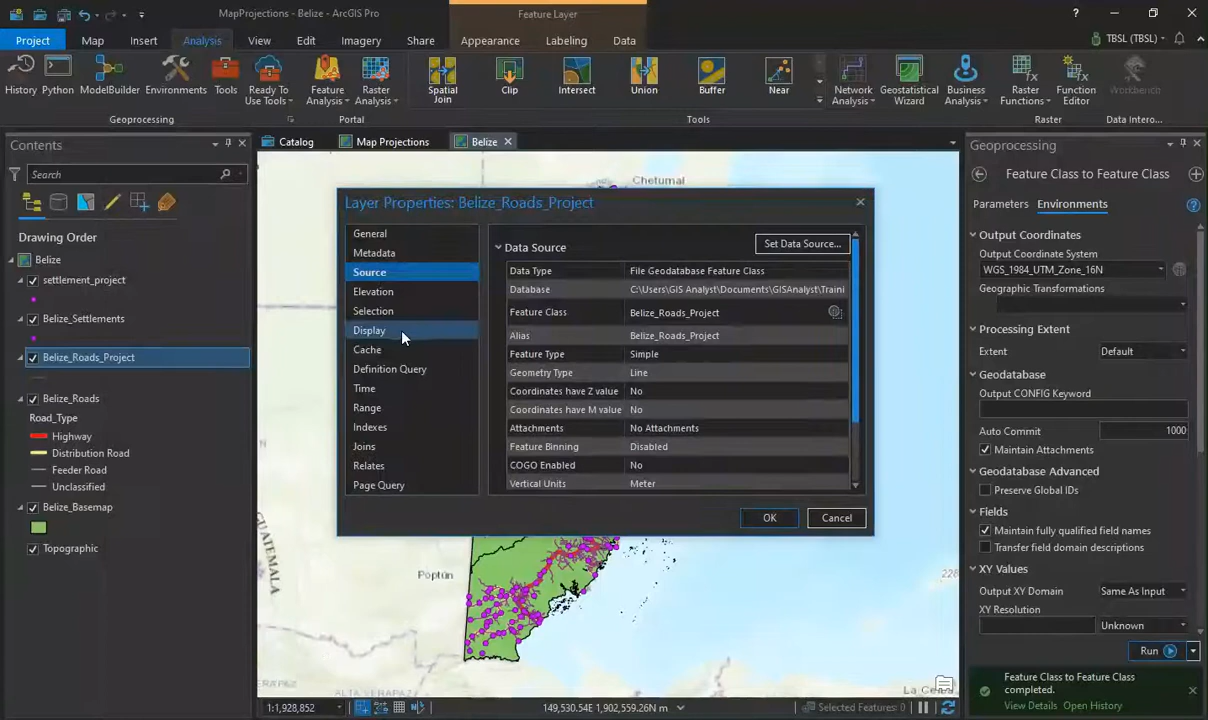 MapProjections - Belize - ArcGIS Pro
Feature Layer
?
Project
Map
Insert
Analysis
View
Edit
Imagery
Share
Appearance
Labeling
Data
TBSL (TBSL)
History
Python
ModelBuilder
Environments
Tools
Ready To
Use Tools
Feature
Analysis
Raster
Analysis
Spatial
Join
Clip
Intersect
Union
Buffer
Near
Network
Analysis
Geostatistical
Wizard
Business
Analysis
Raster
Functions
Function
Editor
Workbench
Geoprocessing
Portal
Tools
Raster
Data Intero...
Contents
Search
Drawing Order
Belize
settlement_project
Belize_Settlements
Belize_Roads_Project
Belize_Roads
Road_Type
Highway
Distribution Road
Feeder Road
Unclassified
Belize_Basemap
Topographic
Catalog
Map Projections
Belize
Chetumal
Layer Properties: Belize_Roads_Project
General
Metadata
Source
Elevation
Selection
Display
Cache
Definition Query
Time
Range
Indexes
Joins
Relates
Page Query
Data Source
Set Data Source...
Data Type File Geodatabase Feature Class
Database C:\Users\GIS Analyst\Documents\GISAnalyst\Traini
Feature Class Belize_Roads_Project
Alias Belize_Roads_Project
Feature Type Simple
Geometry Type Line
Coordinates have Z value No
Coordinates have M value No
Attachments No Attachments
Feature Binning Disabled
COGO Enabled No
Vertical Units Meter
OK
Cancel
GUATEMALA
Poptún
ALTA VERAPAZ
228
La Ceiba
1:1,928,852
149,530.54E 1,902,559.26N m
Selected Features: 0
Geoprocessing
Feature Class to Feature Class
Parameters
Environments
Output Coordinates
Output Coordinate System
WGS_1984_UTM_Zone_16N
Geographic Transformations
Processing Extent
Extent Default
Geodatabase
Output CONFIG Keyword
Auto Commit 1000
Maintain Attachments
Geodatabase Advanced
Preserve Global IDs
Fields
Maintain fully qualified field names
Transfer field domain descriptions
XY Values
Output XY Domain Same As Input
XY Resolution
Unknown
Run
Feature Class to Feature Class
completed.
View Details Open History